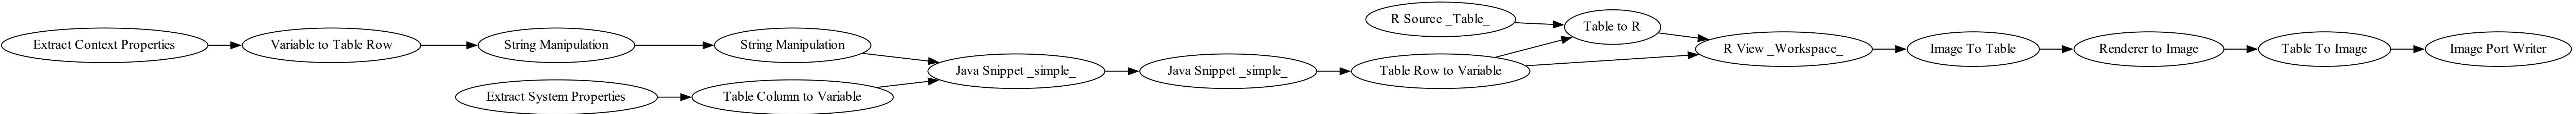 Extract Context Properties
Variable to Table Row
String Manipulation
String Manipulation
Extract System Properties
Table Column to Variable
Java Snippet _simple_
Java Snippet _simple_
Table Row to Variable
R Source _Table_
Table to R
R View _Workspace_
Image To Table
Renderer to Image
Table To Image
Image Port Writer